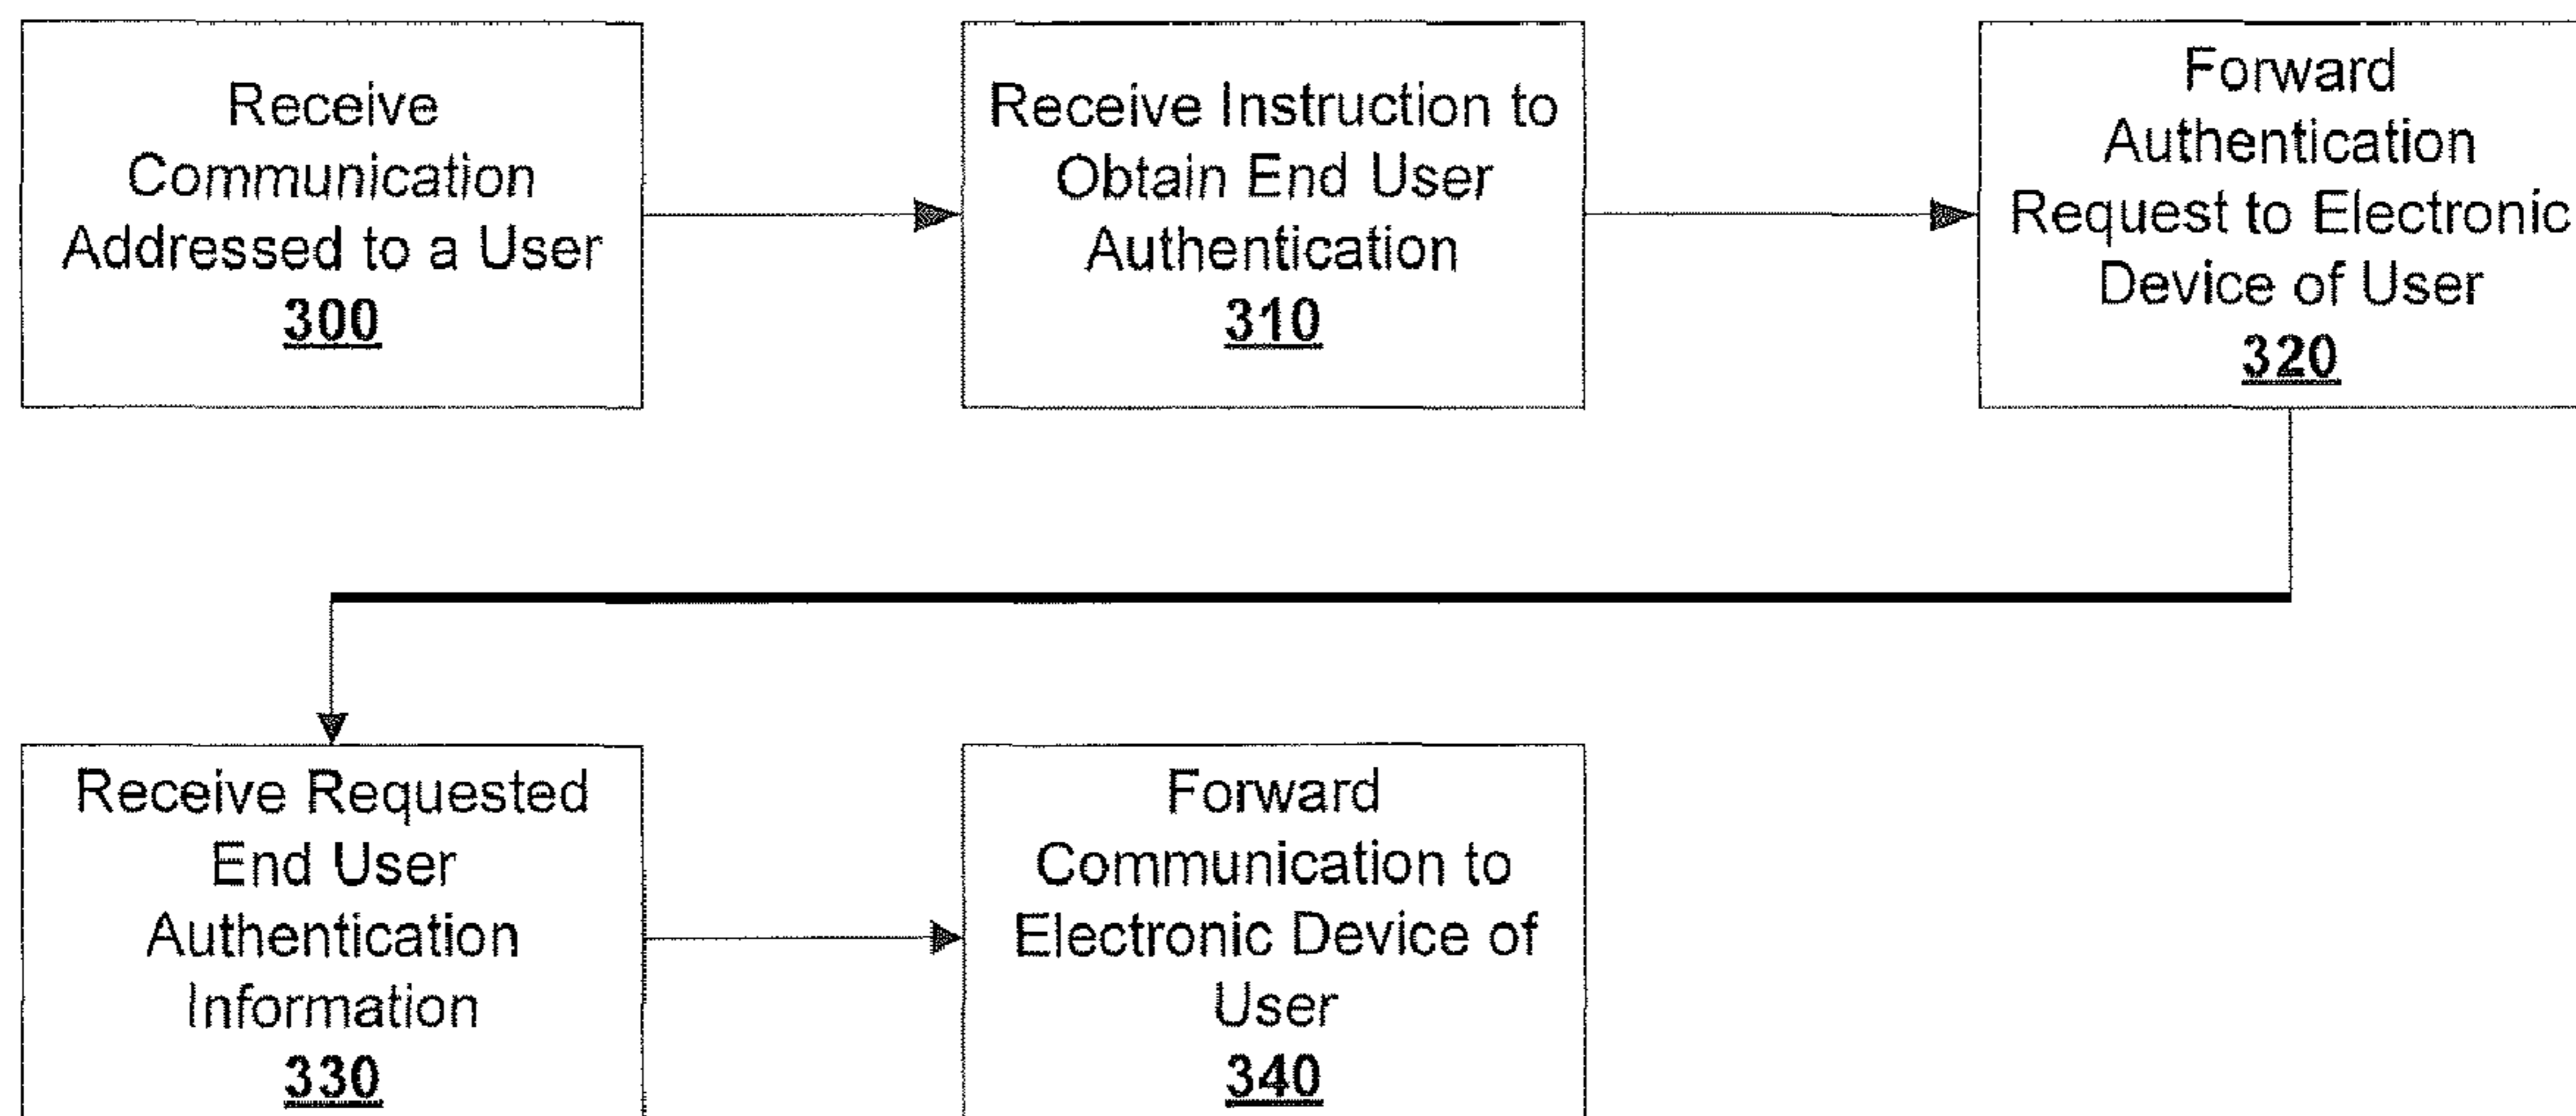 Receive
Communication
Addressed to a User
300
Receive Instruction to
Obtain End User
Authentication
310
Forward
Authentication
Request to Electronic
Device of User
320
Receive Requested
End User
Authentication
Information
330
Forward
Communication to
Electronic Device of
User
340